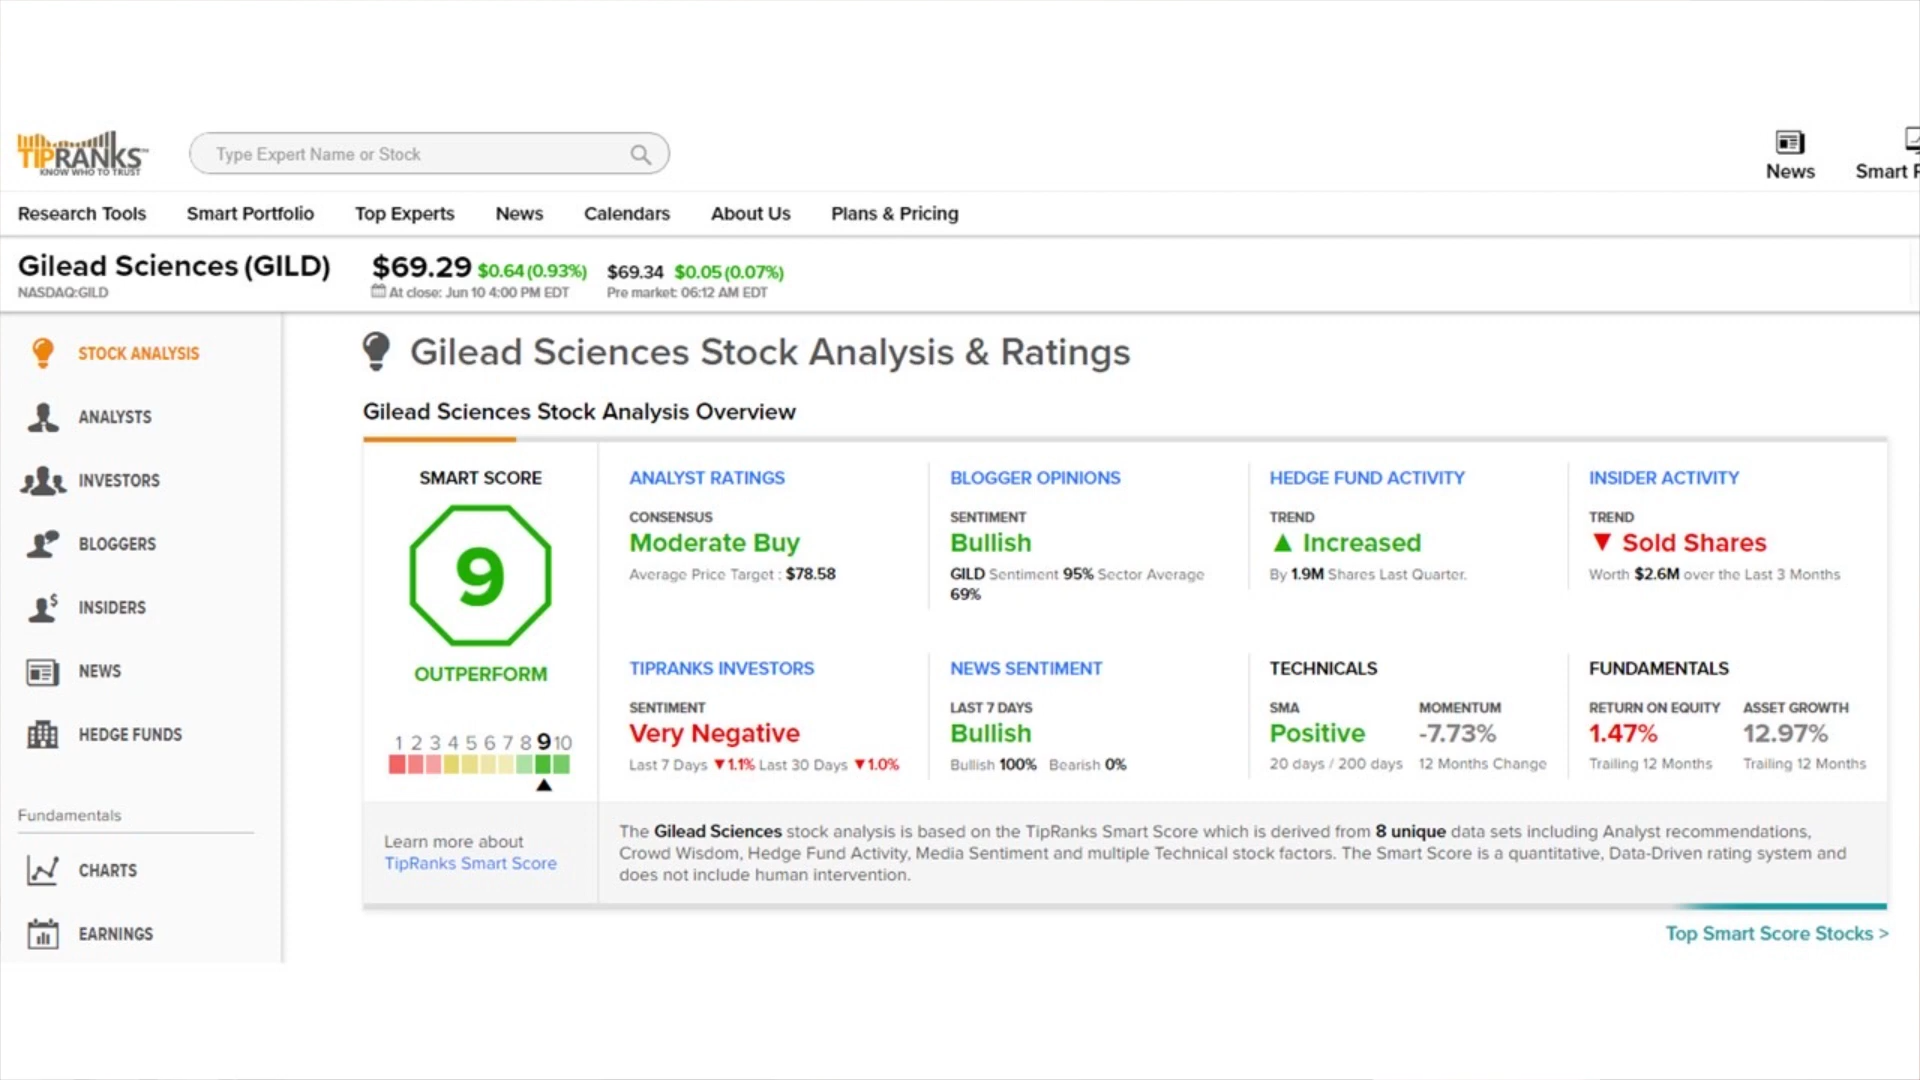 TIPRANKS™
KNOW WHO TO TRUST
Type Expert Name or Stock
News
Smart
Research Tools
Smart Portfolio
Top Experts
News
Calendars
About Us
Plans & Pricing
Gilead Sciences (GILD)
NASDAQ:GILD
$69.29 $0.64 (0.93%)
At close: Jun 10 4:00 PM EDT
$69.34 $0.05 (0.07%)
Pre market: 06:12 AM EDT
STOCK ANALYSIS
ANALYSTS
INVESTORS
BLOGGERS
INSIDERS
NEWS
HEDGE FUNDS
Fundamentals
CHARTS
EARNINGS
Gilead Sciences Stock Analysis & Ratings
Gilead Sciences Stock Analysis Overview
SMART SCORE
9
OUTPERFORM
1 2 3 4 5 6 7 8 9 10
Learn more about
TipRanks Smart Score
ANALYST RATINGS
CONSENSUS
Moderate Buy
Average Price Target : $78.58
BLOGGER OPINIONS
SENTIMENT
Bullish
GILD Sentiment 95% Sector Average
69%
HEDGE FUND ACTIVITY
TREND
▲ Increased
By 1.9M Shares Last Quarter.
INSIDER ACTIVITY
TREND
▼ Sold Shares
Worth $2.6M over the Last 3 Months
TIPRANKS INVESTORS
SENTIMENT
Very Negative
Last 7 Days ▼1.1% Last 30 Days ▼1.0%
NEWS SENTIMENT
LAST 7 DAYS
Bullish
Bullish 100% Bearish 0%
TECHNICALS
SMA
Positive
20 days / 200 days
MOMENTUM
-7.73%
12 Months Change
FUNDAMENTALS
RETURN ON EQUITY
1.47%
Trailing 12 Months
ASSET GROWTH
12.97%
Trailing 12 Months
The Gilead Sciences stock analysis is based on the TipRanks Smart Score which is derived from 8 unique data sets including Analyst recommendations,
Crowd Wisdom, Hedge Fund Activity, Media Sentiment and multiple Technical stock factors. The Smart Score is a quantitative, Data-Driven rating system and
does not include human intervention.
Top Smart Score Stocks >